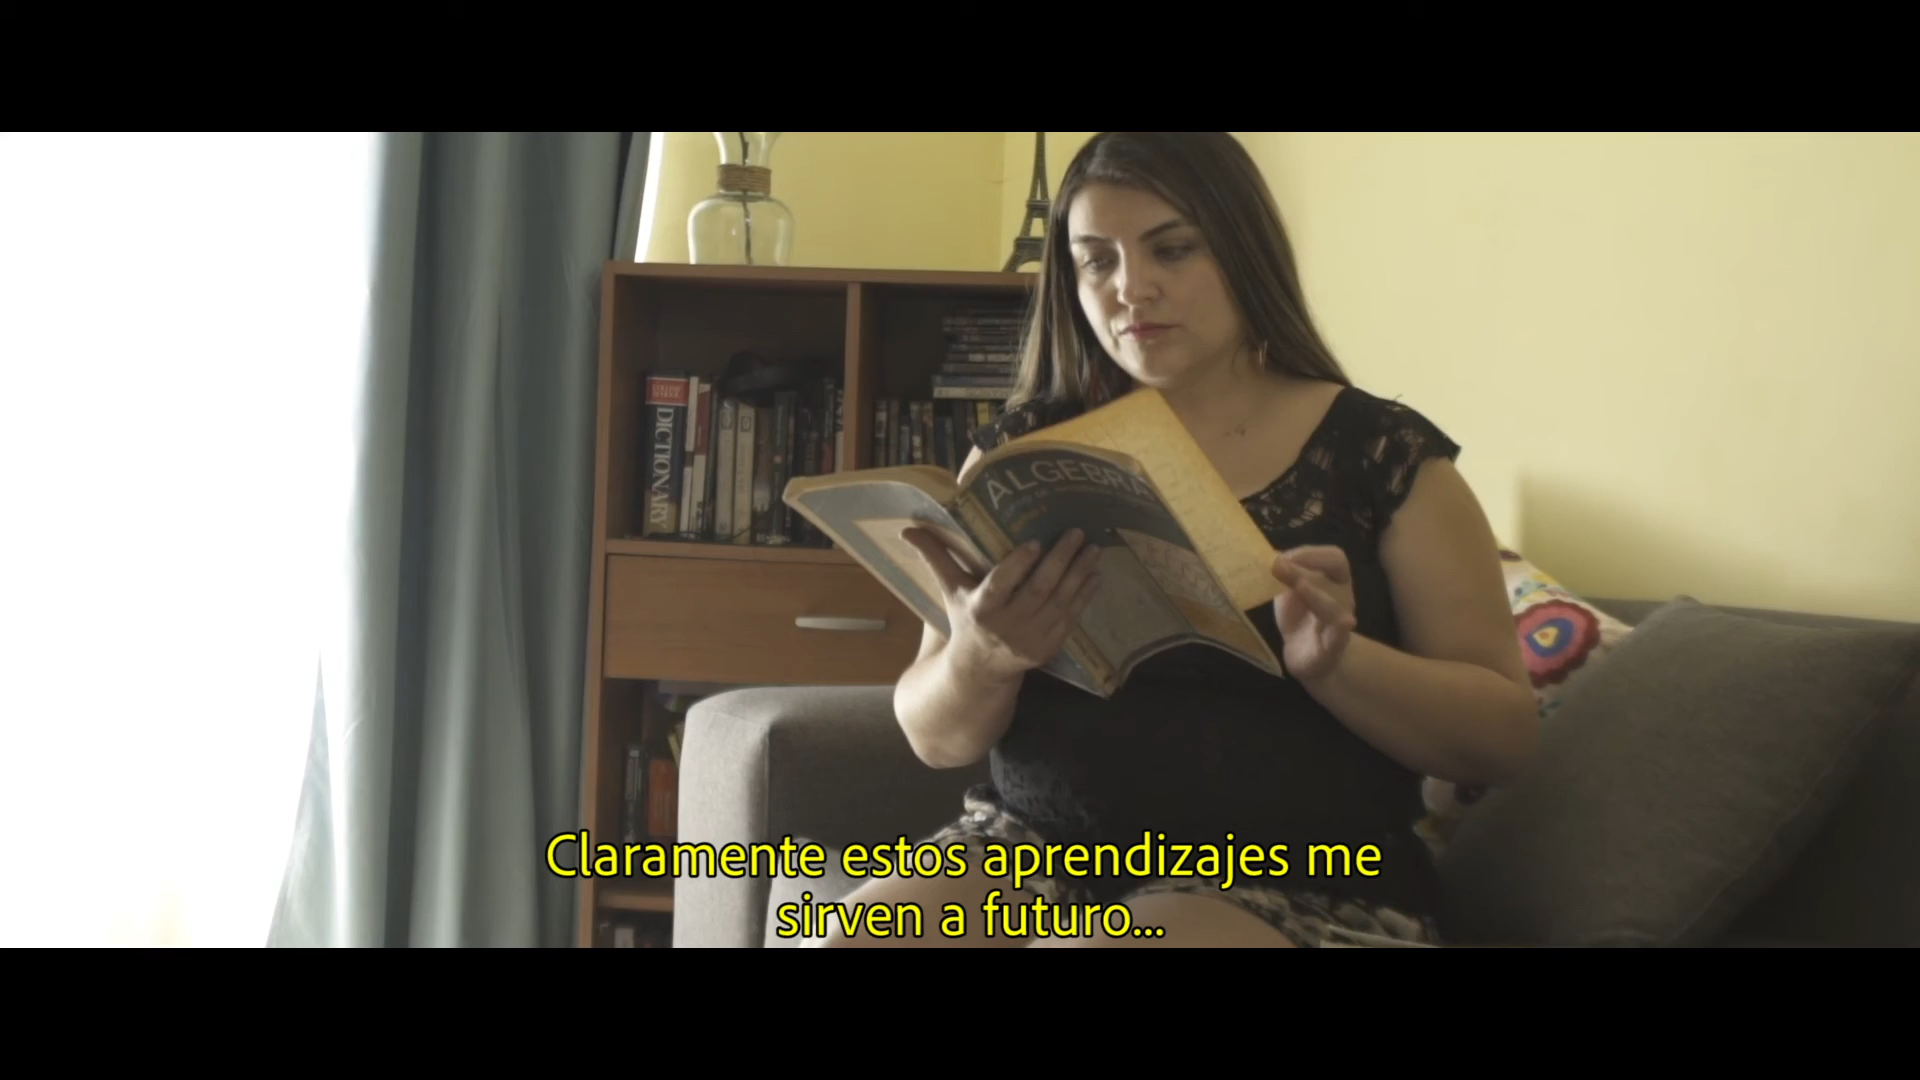 DICTIONARY
ALGEBRA
Claramente estos aprendizajes me
sirven a futuro...